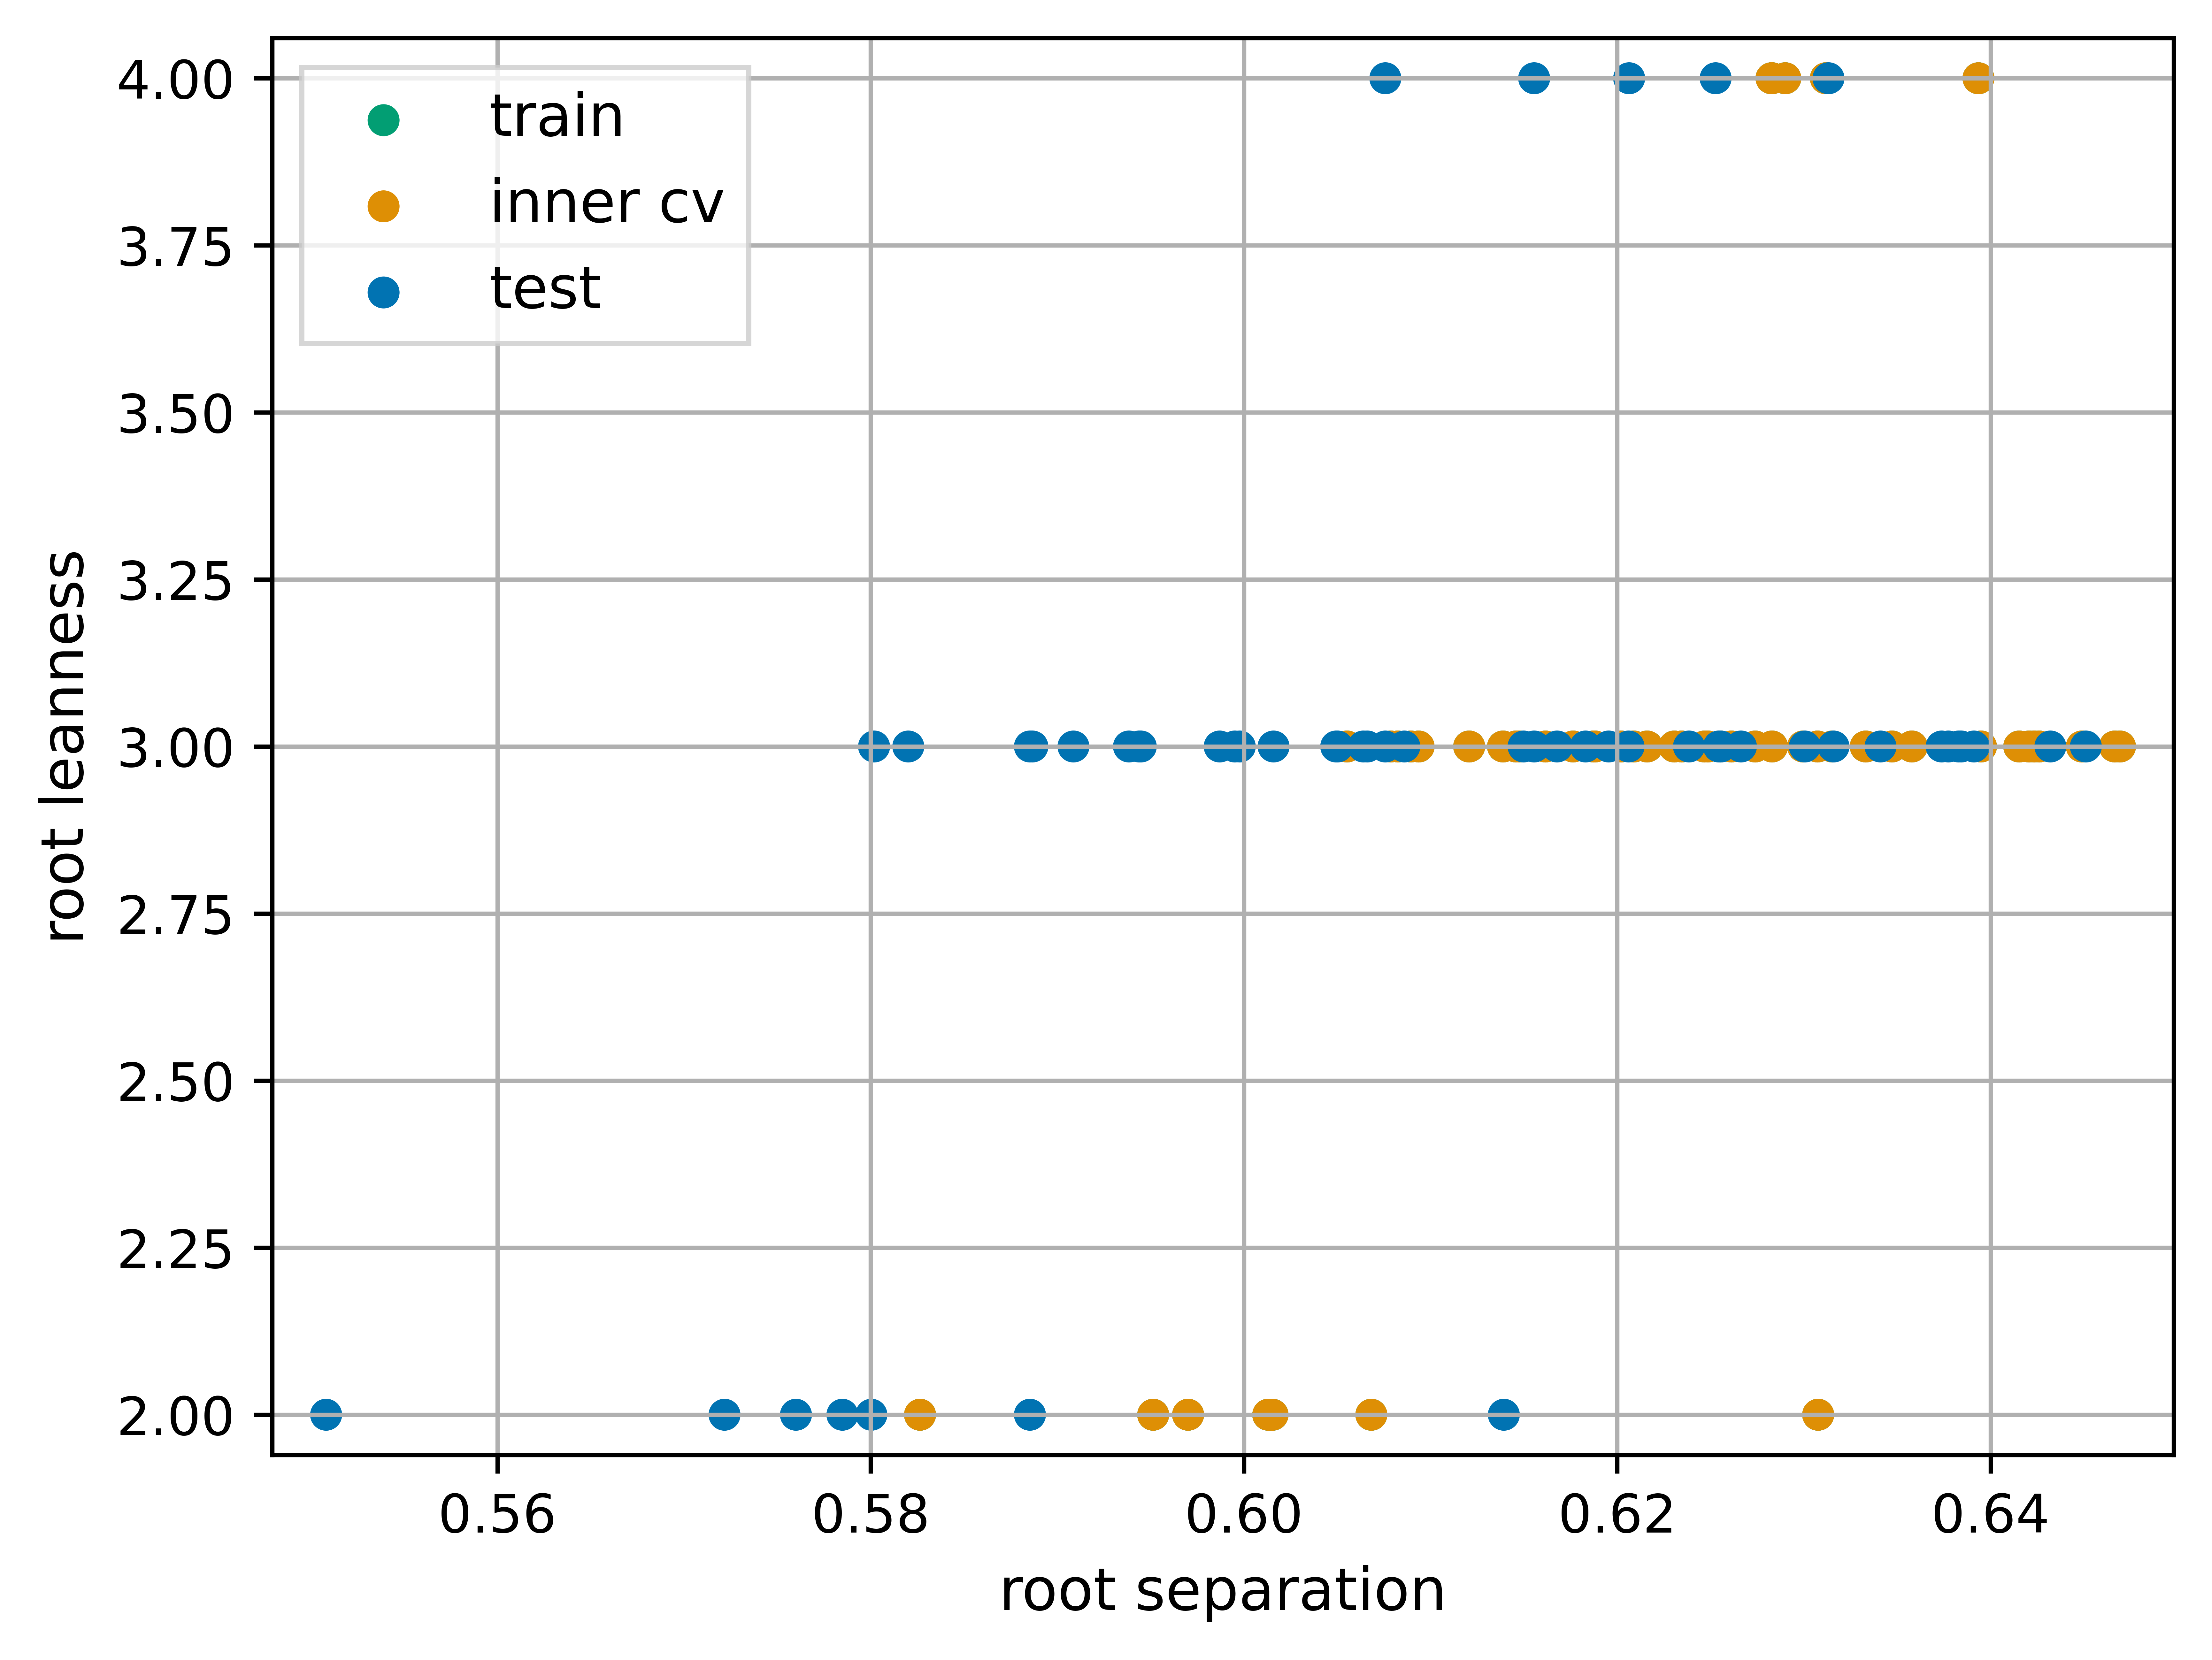 train
inner cv
test
4.00
3.75
3.50
3.25
3.00
2.75
2.50
2.25
2.00
root leanness
0.56 0.58 0.60 0.62 0.64
root separation